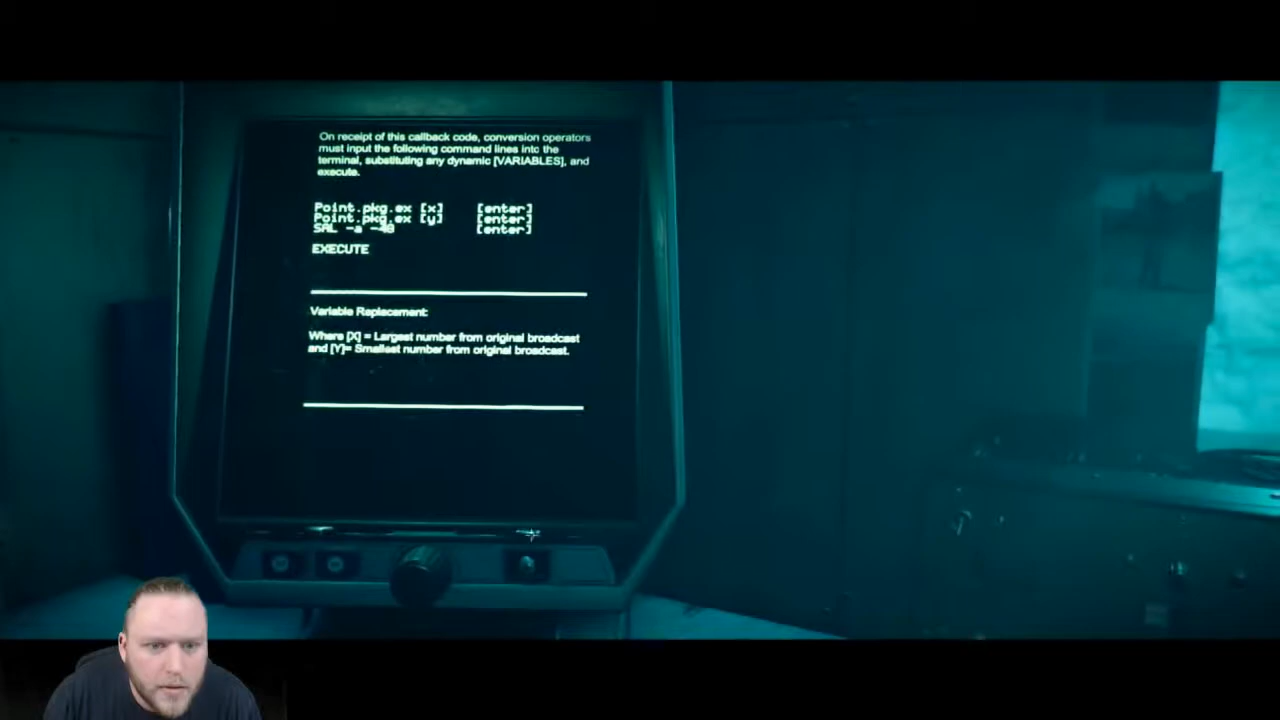 On receipt of this callback code, conversion operators
must input the following command lines into the
terminal, substituting any dynamic [VARIABLES], and
execute.
Point.pkg.ex [x] [enter]
Point.pkg.ex [y] [enter]
SAL -a -40 [enter]
EXECUTE
Variable Replacement:
Where [X] = Largest number from original broadcast
and [Y]= Smallest number from original broadcast.